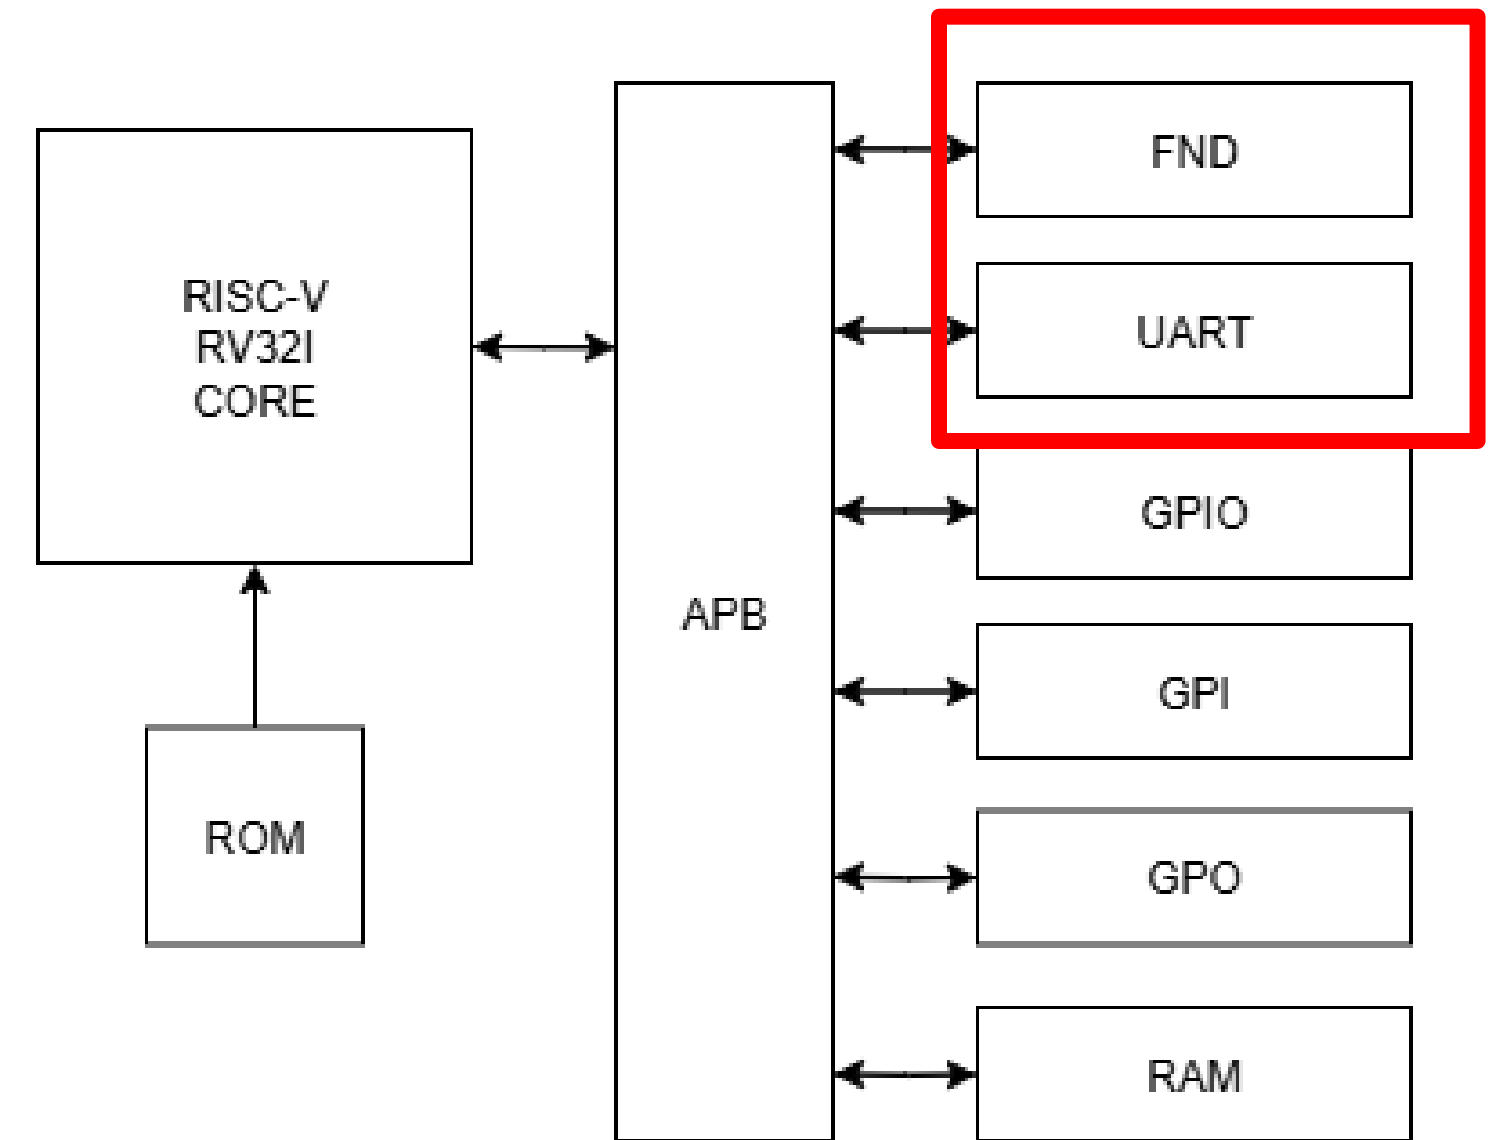 RISC-V
RV32I
CORE
ROM
APB
FND
UART
GPIO
GPI
GPO
RAM